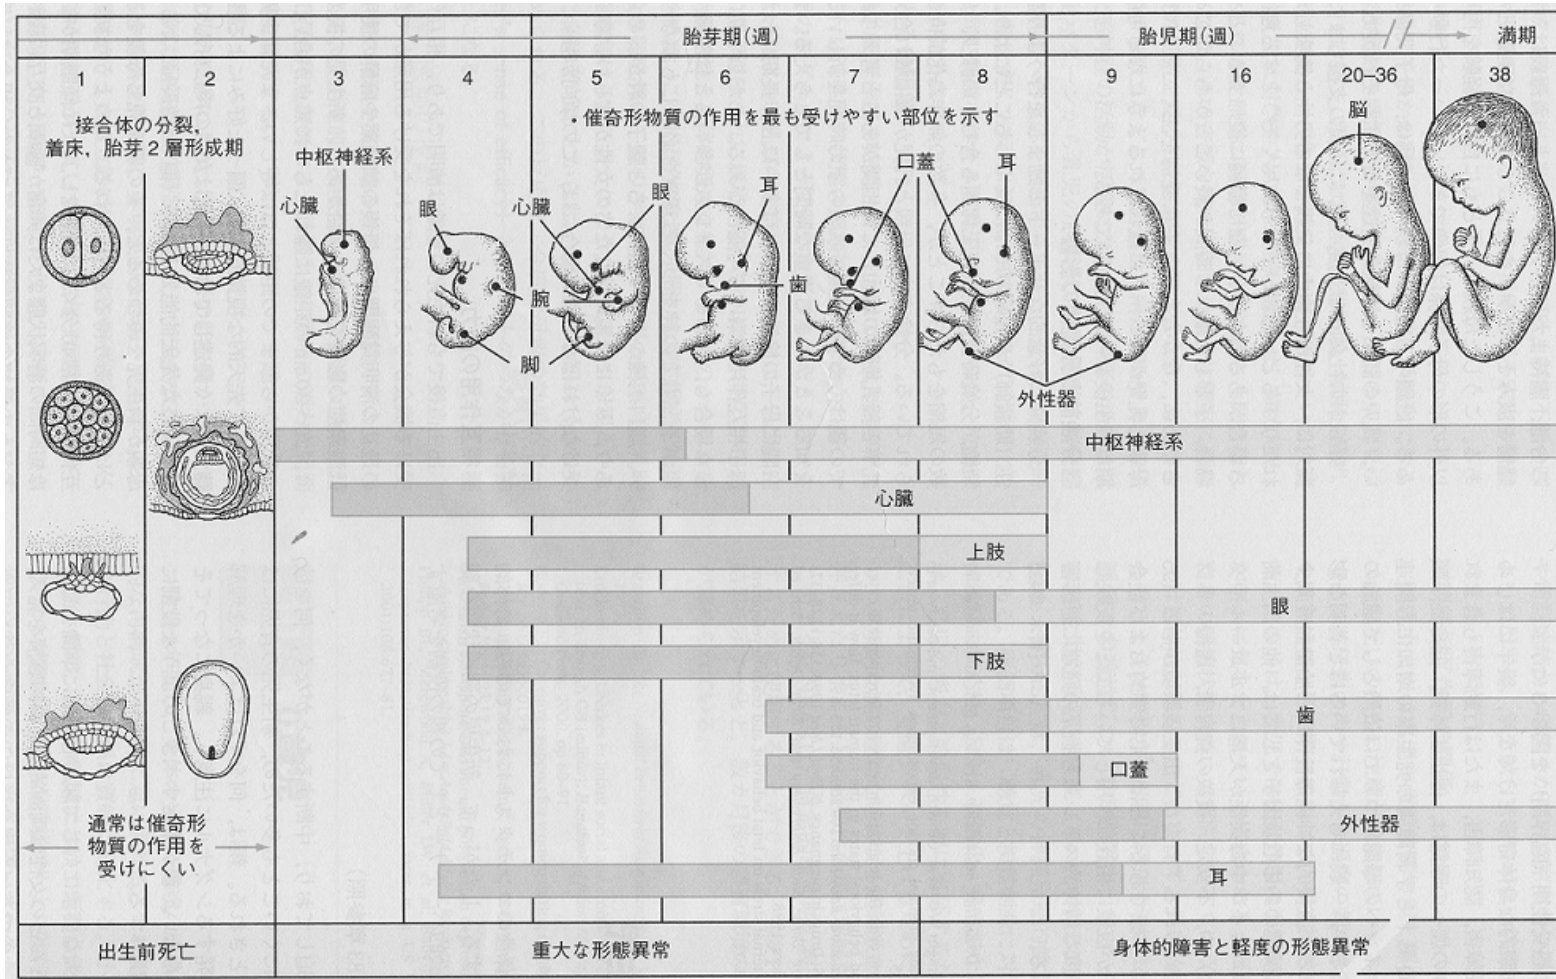 胎芽期(週)
胎児期(週)
満期
1
2
3
4
5
6
7
8
9
16
20–36
38
接合体の分裂,
着床, 胎芽2層形成期
・催奇形物質の作用を最も受けやすい部位を示す
中枢神経系
心臓
眼
心臓
眼
耳
口蓋
耳
脳
腕
歯
脚
外性器
中枢神経系
心臓
上肢
眼
下肢
歯
口蓋
外性器
耳
通常は催奇形
物質の作用を
受けにくい
出生前死亡
重大な形態異常
身体的障害と軽度の形態異常